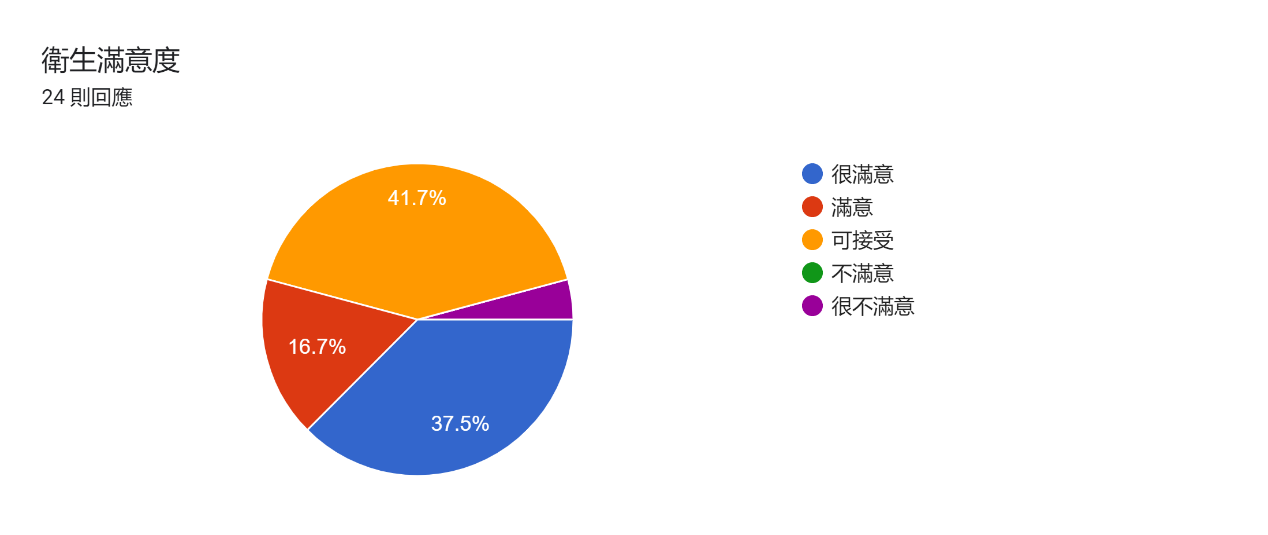 衛生滿意度
24 則回應
41.7%
16.7%
37.5%
很滿意
滿意
可接受
不滿意
很不滿意